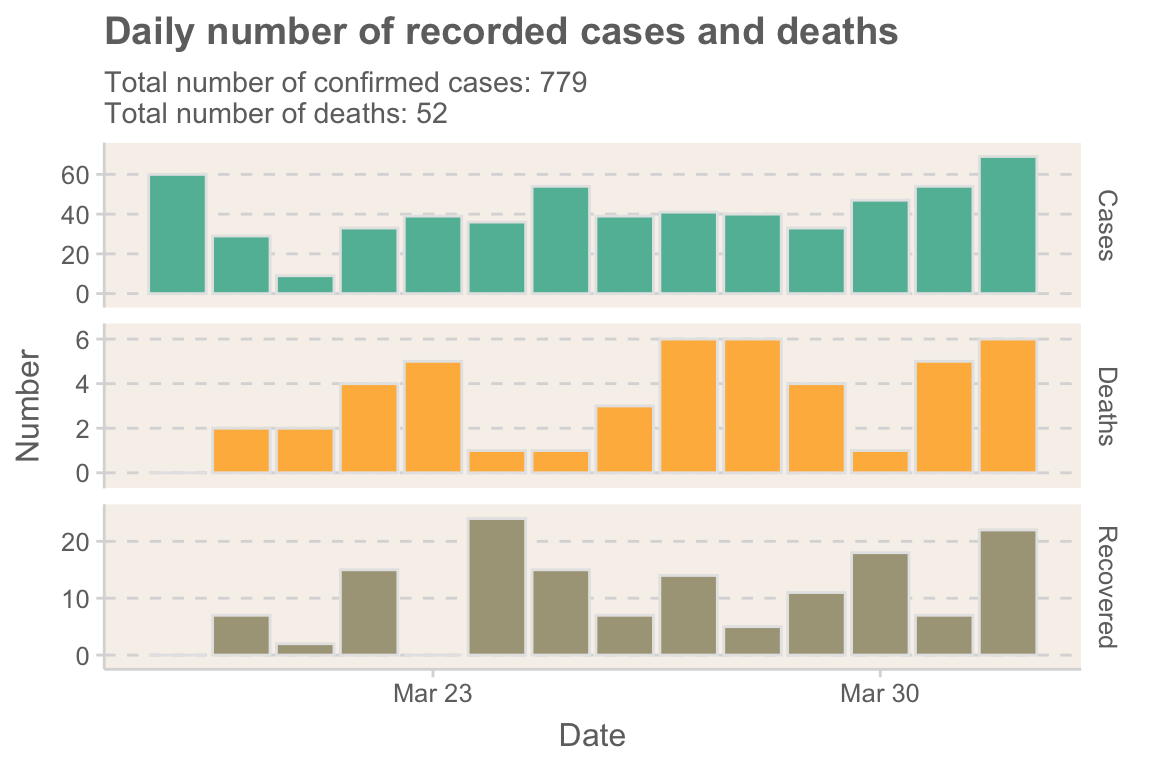 Daily number of recorded cases and deaths
Total number of confirmed cases: 779
Total number of deaths: 52
60
40
20
0
Cases
6
4
2
0
Deaths
20
10
0
Recovered
Number
Mar 23
Mar 30
Date